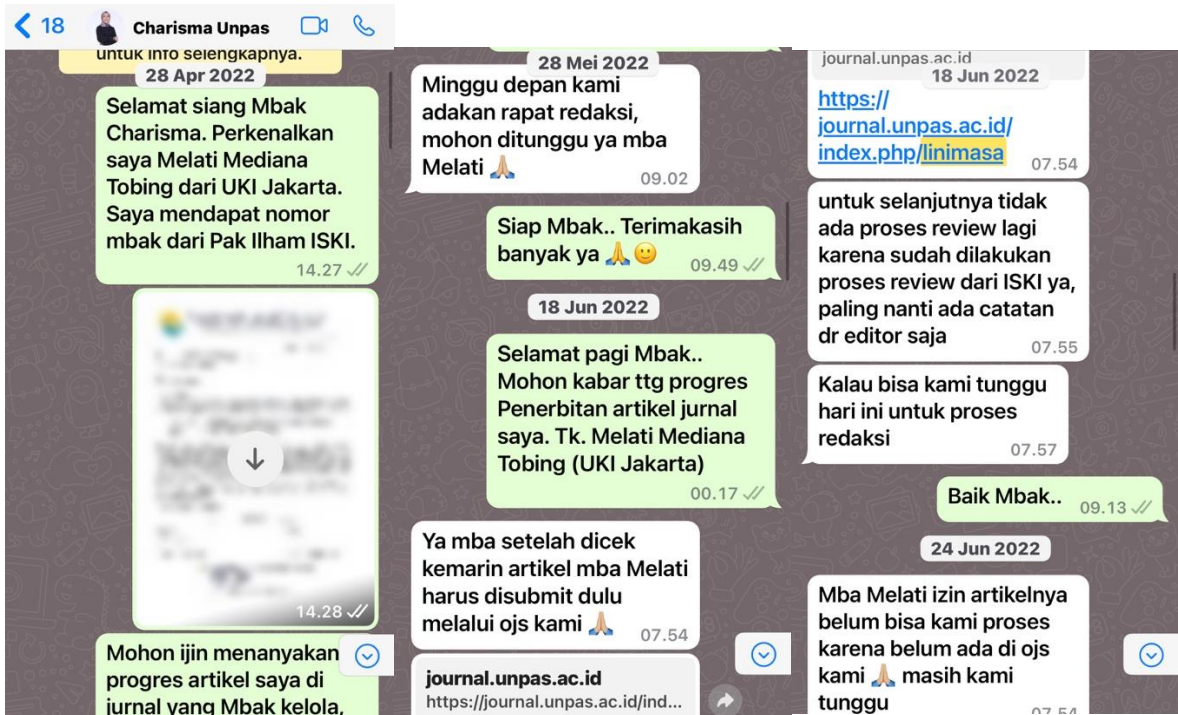 18
Charisma Unpas
untuk info selengkapnya.
28 Apr 2022
Selamat siang Mbak
Charisma. Perkenalkan
saya Melati Mediana
Tobing dari UKI Jakarta.
Saya mendapat nomor
mbak dari Pak Ilham ISKI.
14.27
14.28
Mohon ijin menanyakan
progres artikel saya di
jurnal yang Mbak kelola,
28 Mei 2022
Minggu depan kami
adakan rapat redaksi,
mohon ditunggu ya mba
Melati 🙏🏼
09.02
Siap Mbak.. Terimakasih
banyak ya 🙏🙂
09.49
18 Jun 2022
Selamat pagi Mbak..
Mohon kabar ttg progres
Penerbitan artikel jurnal
saya. Tk. Melati Mediana
Tobing (UKI Jakarta)
00.17
Ya mba setelah dicek
kemarin artikel mba Melati
harus disubmit dulu
melalui ojs kami 🙏🏼
07.54
journal.unpas.ac.id
https://journal.unpas.ac.id/ind...
journal.unpas.ac.id
18 Jun 2022
https://
journal.unpas.ac.id/
index.php/linimasa
07.54
untuk selanjutnya tidak
ada proses review lagi
karena sudah dilakukan
proses review dari ISKI ya,
paling nanti ada catatan
dr editor saja
07.55
Kalau bisa kami tunggu
hari ini untuk proses
redaksi
07.57
Baik Mbak..
09.13
24 Jun 2022
Mba Melati izin artikelnya
belum bisa kami proses
karena belum ada di ojs
kami 🙏🏼 masih kami
tunggu
07.54